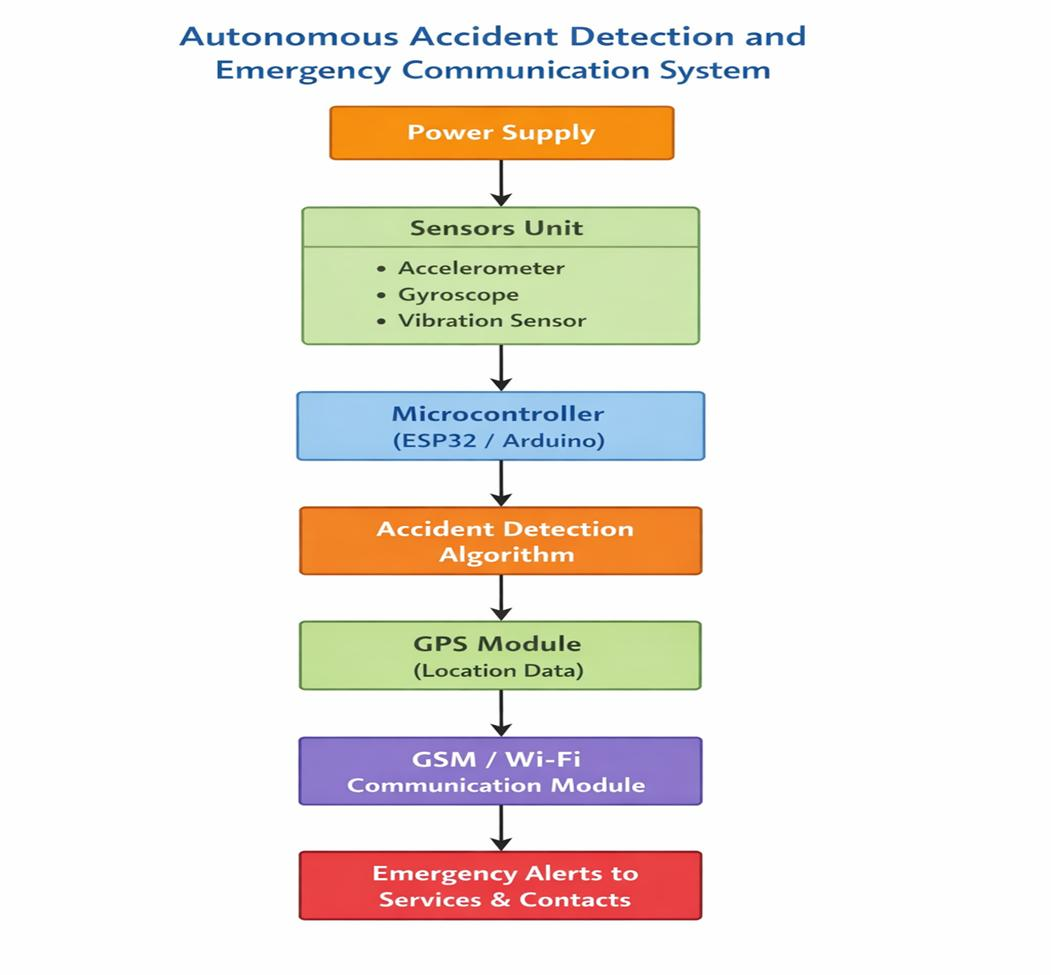 Autonomous Accident Detection and
Emergency Communication System
Power Supply
Sensors Unit
• Accelerometer
• Gyroscope
• Vibration Sensor
Microcontroller
(ESP32 / Arduino)
Accident Detection
Algorithm
GPS Module
(Location Data)
GSM / Wi-Fi
Communication Module
Emergency Alerts to
Services & Contacts